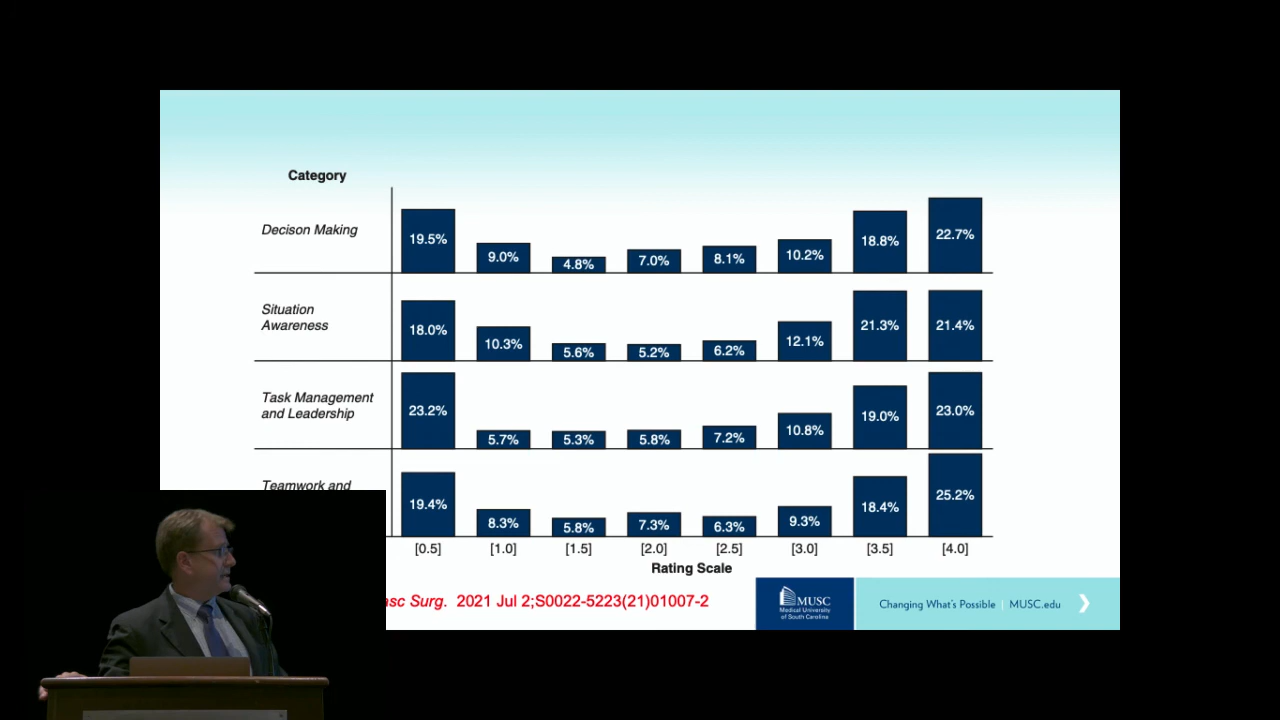 Category
Decison Making
19.5%
9.0%
4.8%
7.0%
8.1%
10.2%
18.8%
22.7%
Situation
Awareness
18.0%
10.3%
5.6%
5.2%
6.2%
12.1%
21.3%
21.4%
Task Management
and Leadership
23.2%
5.7%
5.3%
5.8%
7.2%
10.8%
19.0%
23.0%
Teamwork and
19.4%
8.3%
5.8%
7.3%
6.3%
9.3%
18.4%
25.2%
[0.5] [1.0] [1.5] [2.0] [2.5] [3.0] [3.5] [4.0]
Rating Scale
asc Surg. 2021 Jul 2;S0022-5223(21)01007-2
MUSC
Medical University
of South Carolina
Changing What's Possible | MUSC.edu